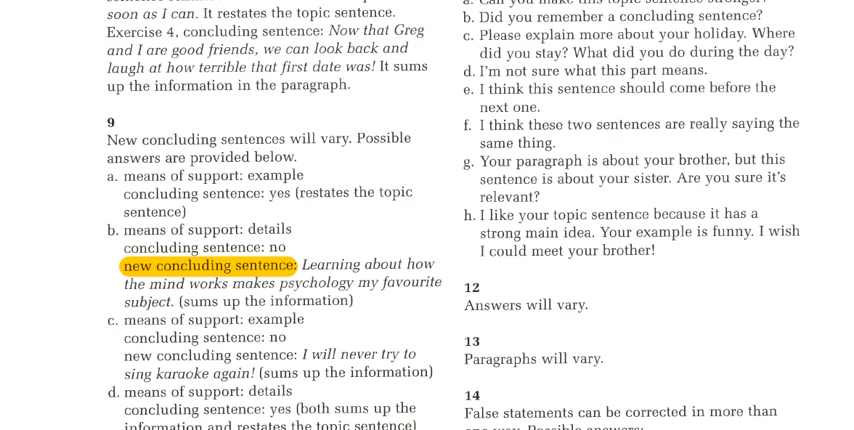 soon as I can. It restates the topic sentence.
Exercise 4, concluding sentence: Now that Greg
and I are good friends, we can look back and
laugh at how terrible that first date was! It sums
up the information in the paragraph.
9
New concluding sentences will vary. Possible
answers are provided below.
a. means of support: example
concluding sentence: yes (restates the topic
sentence)
b. means of support: details
concluding sentence: no
new concluding sentence: Learning about how
the mind works makes psychology my favourite
subject. (sums up the information)
c. means of support: example
concluding sentence: no
new concluding sentence: I will never try to
sing karaoke again! (sums up the information)
d. means of support: details
concluding sentence: yes (both sums up the
information and restates the topic sentence)
a. Can you make this topic sentence stronger?
b. Did you remember a concluding sentence?
c. Please explain more about your holiday. Where
did you stay? What did you do during the day?
d. I'm not sure what this part means.
e. I think this sentence should come before the
next one.
f. I think these two sentences are really saying the
same thing.
g. Your paragraph is about your brother, but this
sentence is about your sister. Are you sure it's
relevant?
h. I like your topic sentence because it has a
strong main idea. Your example is funny. I wish
I could meet your brother!
12
Answers will vary.
13
Paragraphs will vary.
14
False statements can be corrected in more than
one way. Possible answers: